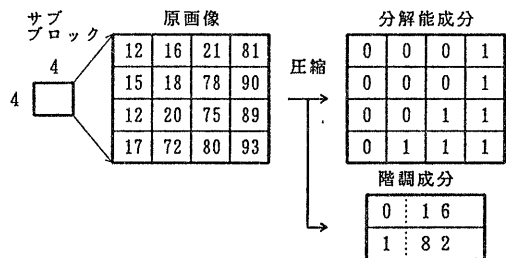 サブ
ブロック
4
4
原画像
12 16 21 81
15 18 78 90
12 20 75 89
17 72 80 93
圧縮
分解能成分
0 0 0 1
0 0 0 1
0 0 1 1
0 1 1 1
階調成分
0 16
1 82